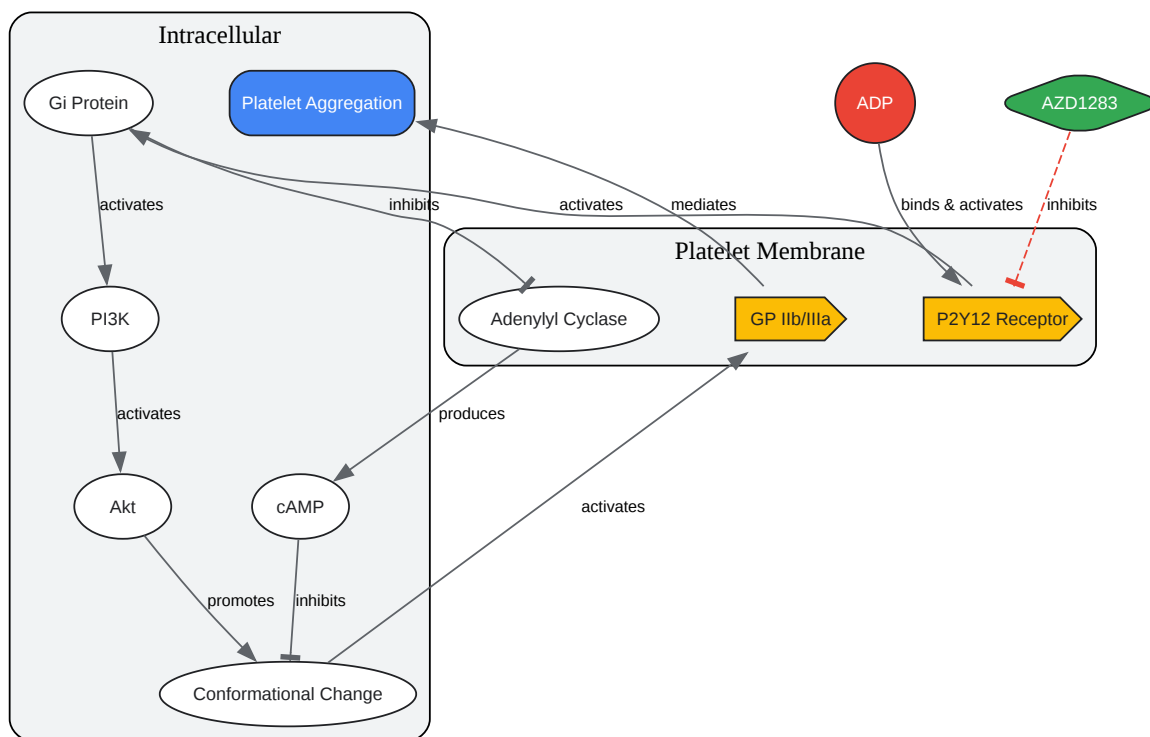 Intracellular
Gi Protein
Platelet Aggregation
ADP
AZD1283
activates
inhibits
activates
mediates
binds & activates
inhibits
Platelet Membrane
PI3K
Adenylyl Cyclase
GP IIb/IIIa
P2Y12 Receptor
activates
produces
Akt
cAMP
activates
promotes
inhibits
Conformational Change